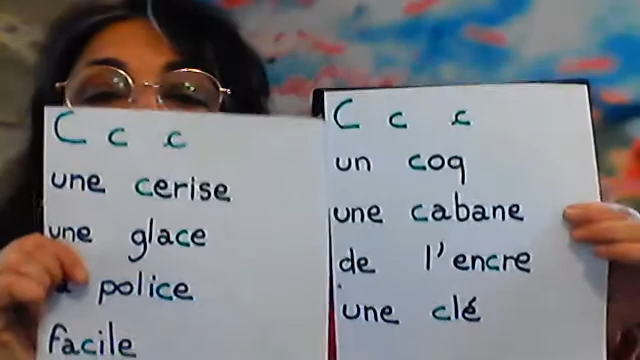 C c c
une cerise
une glace
police
facile
C c c
un coq
une cabane
de l'encre
une clé